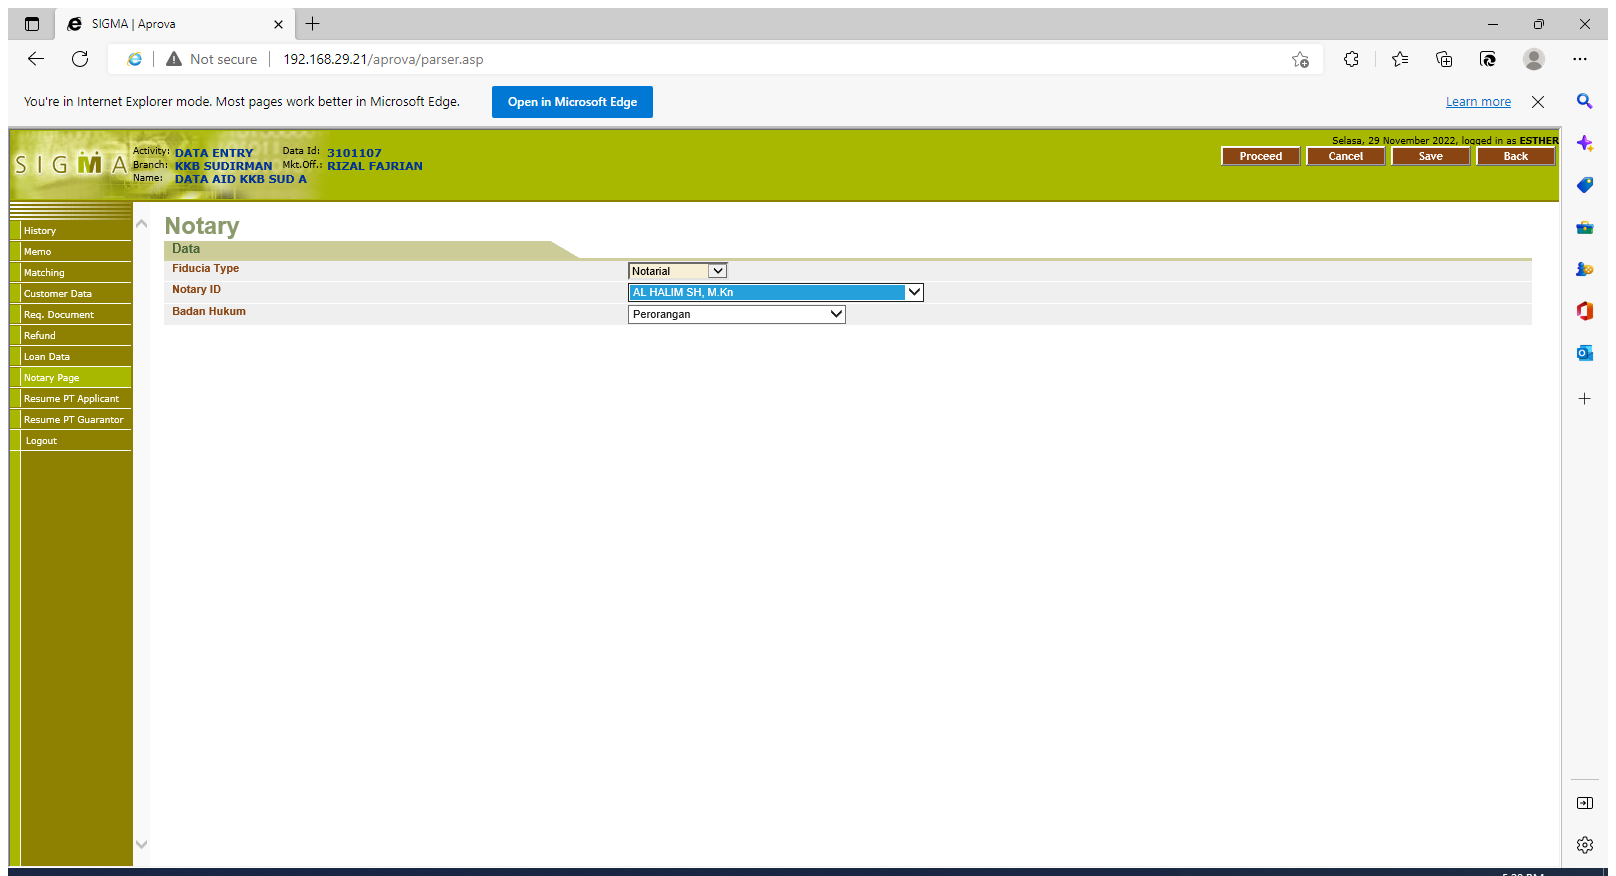 SIGMA | Aprova
Not secure
192.168.29.21/aprova/parser.asp
You're in Internet Explorer mode. Most pages work better in Microsoft Edge.
Open in Microsoft Edge
Learn more
SIGMA
Activity: DATA ENTRY Data Id: 3101107
Branch: KKB SUDIRMAN Mkt.Off.: RIZAL FAJRIAN
Name: DATA AID KKB SUD A
Selasa, 29 November 2022, logged in as ESTHER
Proceed Cancel Save Back
History
Memo
Matching
Customer Data
Req. Document
Refund
Loan Data
Notary Page
Resume PT Applicant
Resume PT Guarantor
Logout
Notary
Data
Fiducia Type Notarial
Notary ID AL HALIM SH, M.Kn
Badan Hukum Perorangan